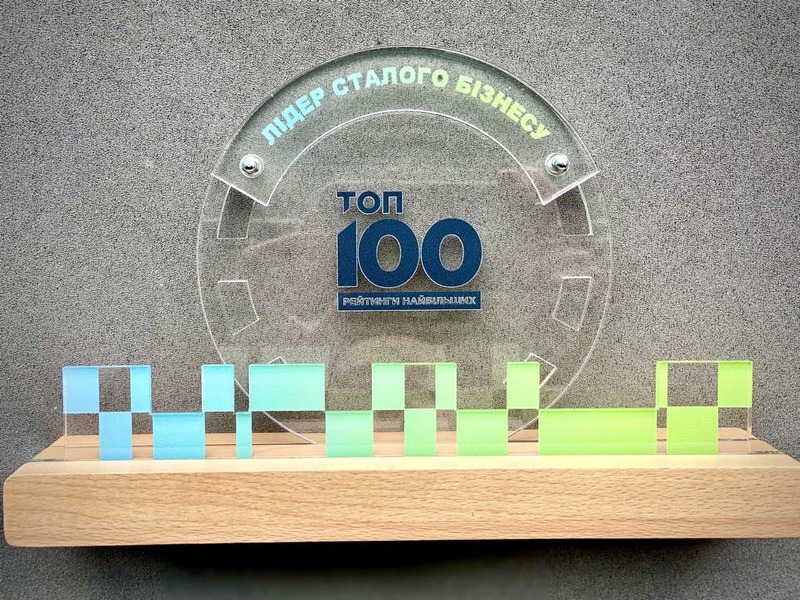 ЛІДЕР СТАЛОГО БІЗНЕСУ
ТОП
100
РЕЙТИНГИ НАЙБІЛЬШИХ